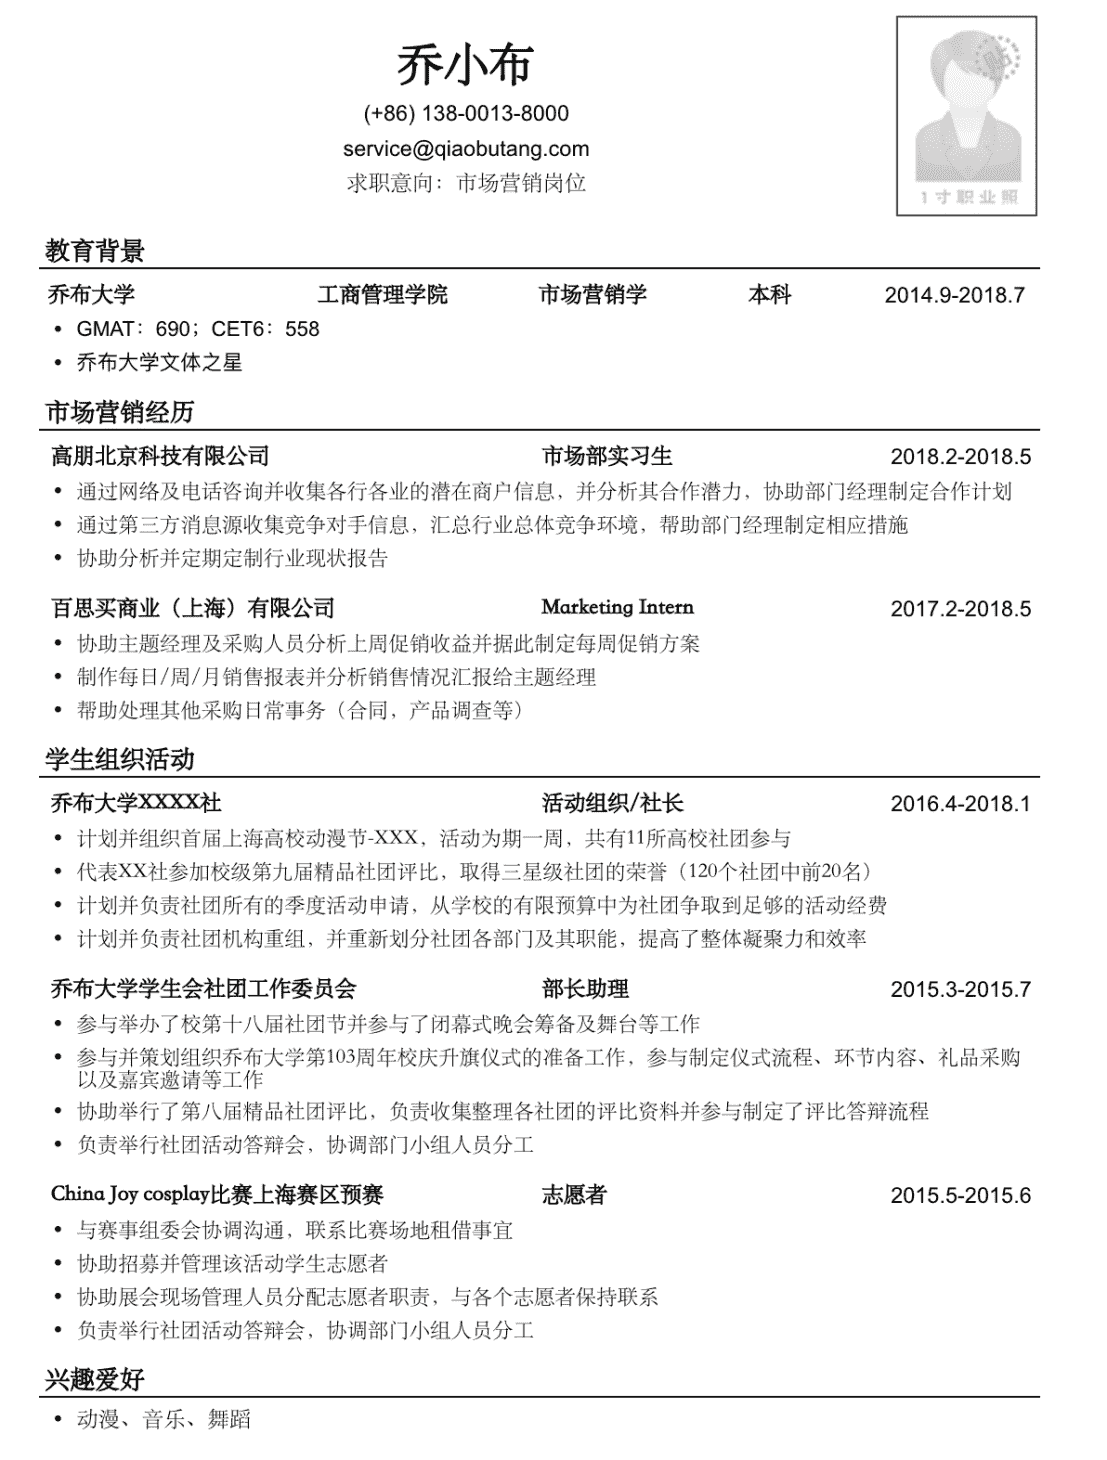 乔小布
(+86) 138-0013-8000
service@qiaobutang.com
求职意向：市场营销岗位
1寸职业照
教育背景
乔布大学 工商管理学院 市场营销学 本科 2014.9-2018.7
• GMAT：690；CET6：558
• 乔布大学文体之星
市场营销经历
高朋北京科技有限公司 市场部实习生 2018.2-2018.5
• 通过网络及电话咨询并收集各行各业的潜在商户信息，并分析其合作潜力，协助部门经理制定合作计划
• 通过第三方消息源收集竞争对手信息，汇总行业总体竞争环境，帮助部门经理制定相应措施
• 协助分析并定期定制行业现状报告
百思买商业（上海）有限公司 Marketing Intern 2017.2-2018.5
• 协助主题经理及采购人员分析上周促销收益并据此制定每周促销方案
• 制作每日/周/月销售报表并分析销售情况汇报给主题经理
• 帮助处理其他采购日常事务（合同，产品调查等）
学生组织活动
乔布大学XXXX社 活动组织/社长 2016.4-2018.1
• 计划并组织首届上海高校动漫节-XXX，活动为期一周，共有11所高校社团参与
• 代表XX社参加校级第九届精品社团评比，取得三星级社团的荣誉（120个社团中前20名）
• 计划并负责社团所有的季度活动申请，从学校的有限预算中为社团争取到足够的活动经费
• 计划并负责社团机构重组，并重新划分社团各部门及其职能，提高了整体凝聚力和效率
乔布大学学生会社团工作委员会 部长助理 2015.3-2015.7
• 参与举办了校第十八届社团节并参与了闭幕式晚会筹备及舞台等工作
• 参与并策划组织乔布大学第103周年校庆升旗仪式的准备工作，参与制定仪式流程、环节内容、礼品采购
以及嘉宾邀请等工作
• 协助举行了第八届精品社团评比，负责收集整理各社团的评比资料并参与制定了评比答辩流程
• 负责举行社团活动答辩会，协调部门小组人员分工
China Joy cosplay比赛上海赛区预赛 志愿者 2015.5-2015.6
• 与赛事组委会协调沟通，联系比赛场地租借事宜
• 协助招募并管理该活动学生志愿者
• 协助展会现场管理人员分配志愿者职责，与各个志愿者保持联系
• 负责举行社团活动答辩会，协调部门小组人员分工
兴趣爱好
• 动漫、音乐、舞蹈